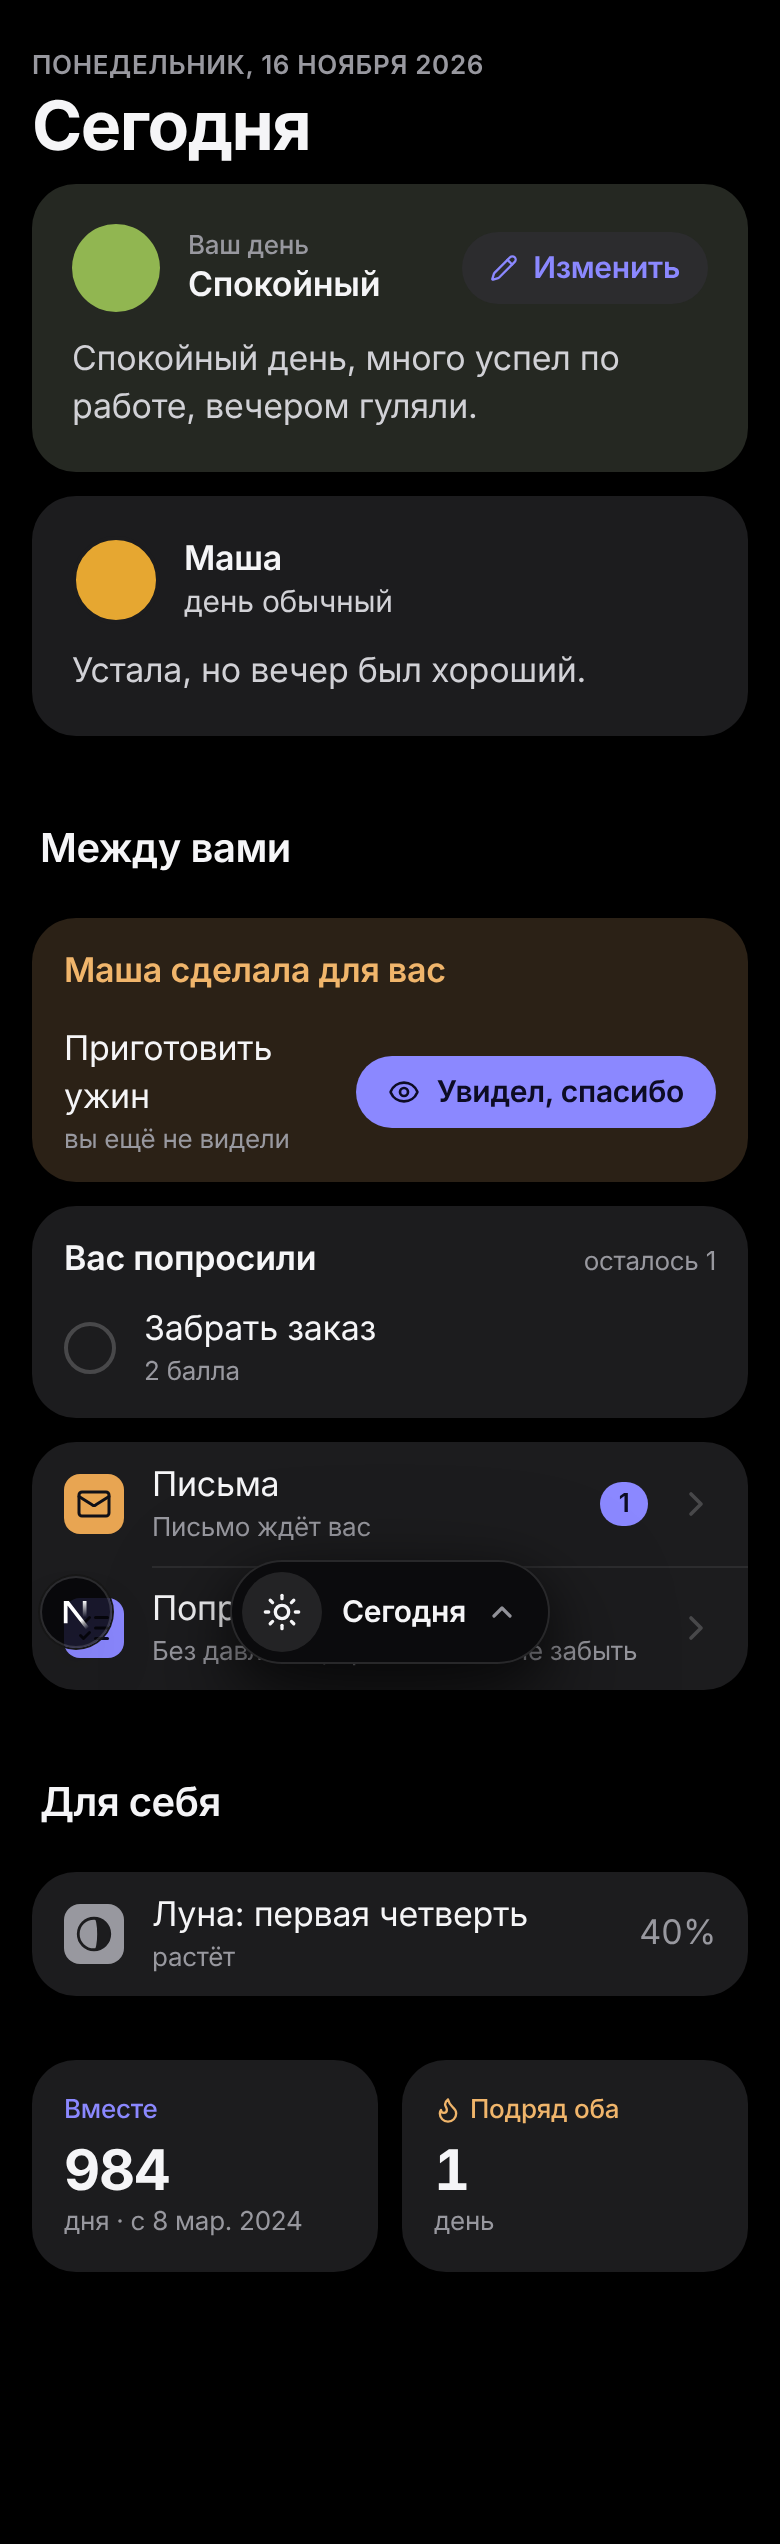 ПОНЕДЕЛЬНИК, 16 НОЯБРЯ 2026
Сегодня
Ваш день
Спокойный
Изменить
Спокойный день, много успел по
работе, вечером гуляли.
Маша
день обычный
Устала, но вечер был хороший.
Между вами
Маша сделала для вас
Приготовить
ужин
вы ещё не видели
Увидел, спасибо
Вас попросили
осталось 1
Забрать заказ
2 балла
Письма
Письмо ждёт вас
1
N
Сегодня
Без
забыть
Для себя
Луна: первая четверть
растёт
40%
Вместе
984
дня · с 8 мар. 2024
Подряд оба
1
день